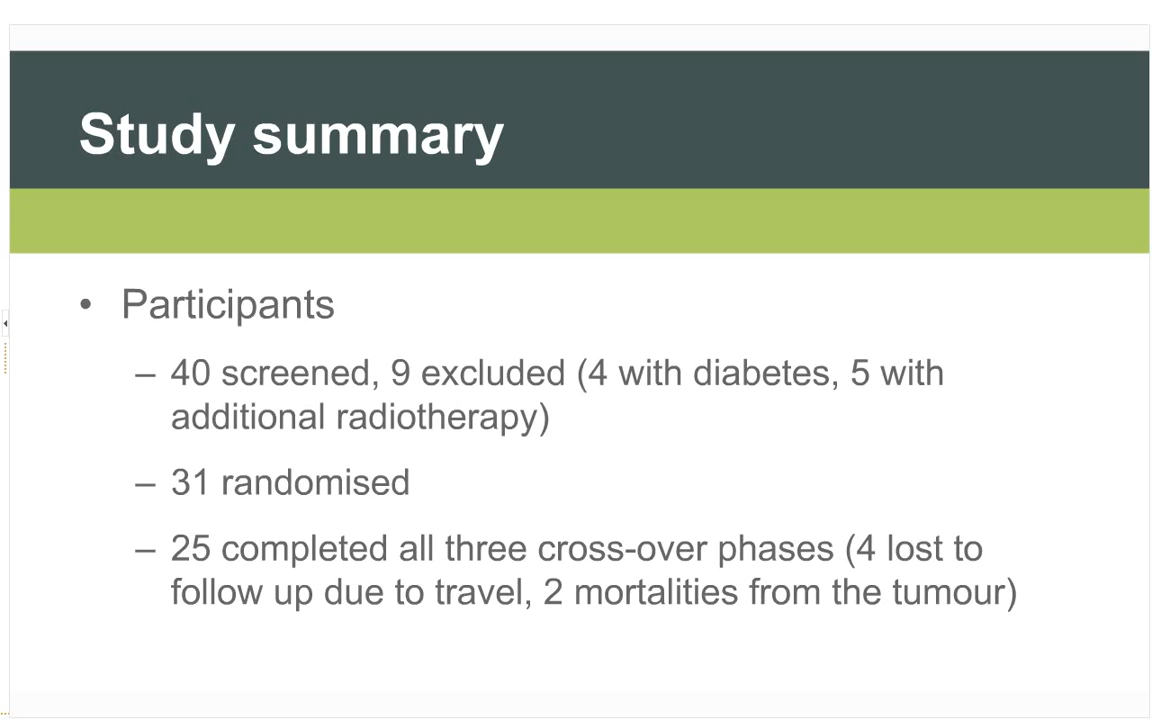 Study summary
• Participants
– 40 screened, 9 excluded (4 with diabetes, 5 with
additional radiotherapy)
– 31 randomised
– 25 completed all three cross-over phases (4 lost to
follow up due to travel, 2 mortalities from the tumour)